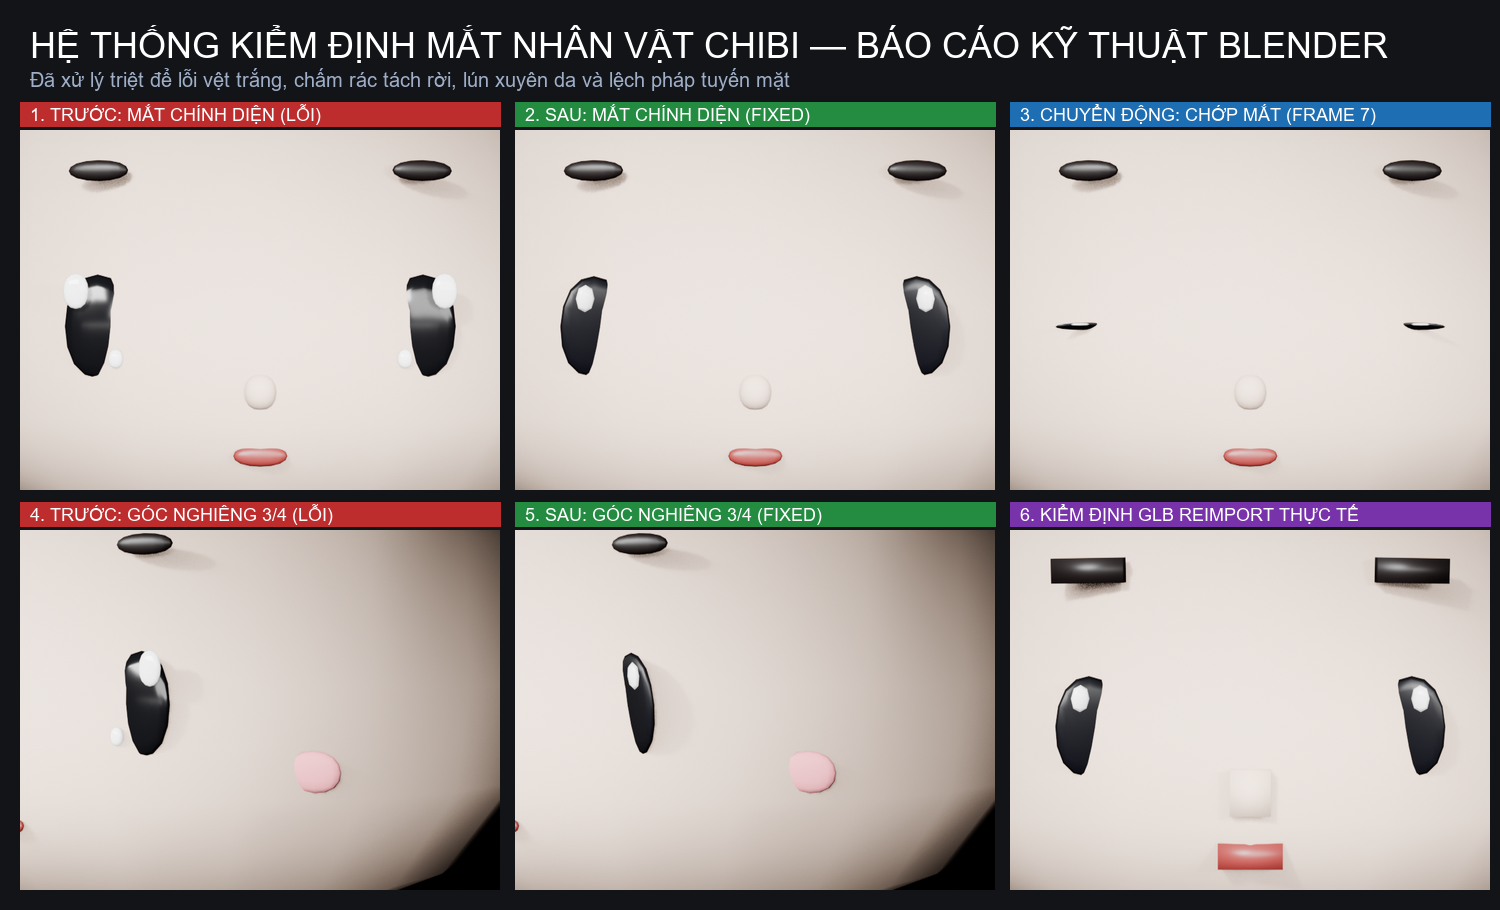 HỆ THỐNG KIỂM ĐỊNH MẮT NHÂN VẬT CHIBI — BÁO CÁO KỸ THUẬT BLENDER
Đã xử lý triệt để lỗi vệt trắng, chấm rác tách rời, lún xuyên da và lệch pháp tuyến mặt
1. TRƯỚC: MẮT CHÍNH DIỆN (LỖI)
2. SAU: MẮT CHÍNH DIỆN (FIXED)
3. CHUYỂN ĐỘNG: CHỚP MẮT (FRAME 7)
4. TRƯỚC: GÓC NGHIÊNG 3/4 (LỖI)
5. SAU: GÓC NGHIÊNG 3/4 (FIXED)
6. KIỂM ĐỊNH GLB REIMPORT THỰC TẾ